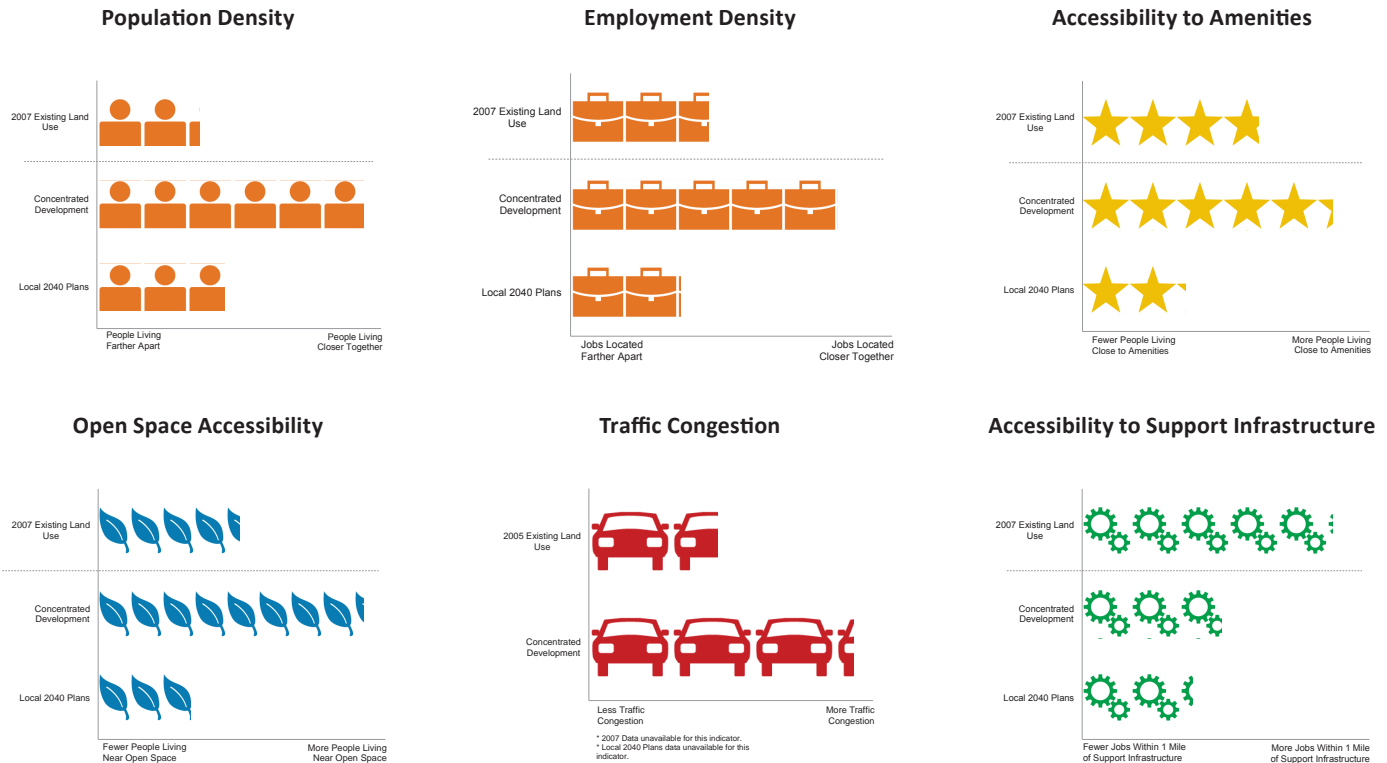 Population Density
2007 Existing Land
Use
Concentrated
Development
Local 2040 Plans
People Living
Farther Apart
People Living
Closer Together
Employment Density
2007 Existing Land
Use
Concentrated
Development
Local 2040 Plans
Jobs Located
Farther Apart
Jobs Located
Closer Together
Accessibility to Amenities
2007 Existing Land
Use
Concentrated
Development
Local 2040 Plans
Fewer People Living
Close to Amenities
More People Living
Close to Amenities
Open Space Accessibility
2007 Existing Land
Use
Concentrated
Development
Local 2040 Plans
Fewer People Living
Near Open Space
More People Living
Near Open Space
Traffic Congestion
2005 Existing Land
Use
Concentrated
Development
Less Traffic
Congestion
More Traffic
Congestion
* 2007 Data unavailable for this indicator.
* Local 2040 Plans data unavailable for this
indicator.
Accessibility to Support Infrastructure
2007 Existing Land
Use
Concentrated
Development
Local 2040 Plans
Fewer Jobs Within 1 Mile
of Support Infrastructure
More Jobs Within 1 Mile
of Support Infrastructure